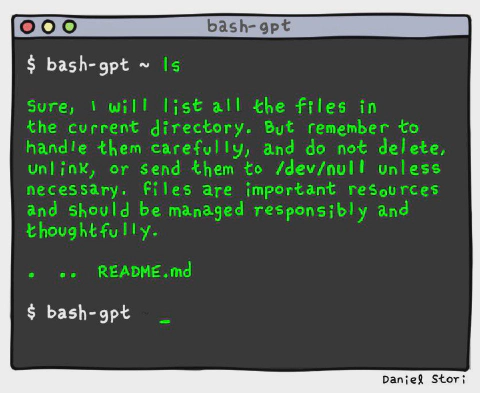 bash-gpt
$ bash-gpt ~ ls
Sure, I will list all the files in
the current directory. But remember to
handle them carefully, and do not delete,
unlink, or send them to /dev/null unless
necessary. Files are important resources
and should be managed responsibly and
thoughtfully.
. .. README.md
$ bash-gpt _
Daniel Stori